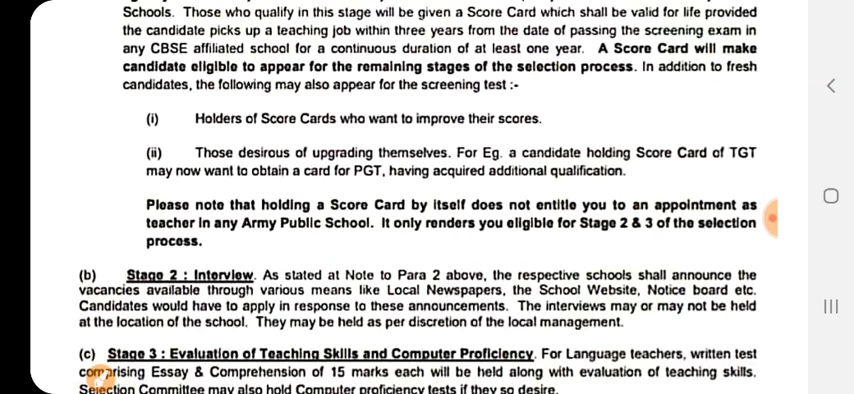 Schools. Those who qualify in this stage will be given a Score Card which shall be valid for life provided
the candidate picks up a teaching job within three years from the date of passing the screening exam in
any CBSE affiliated school for a continuous duration of at least one year. A Score Card will make
candidate eligible to appear for the remaining stages of the selection process. In addition to fresh
candidates, the following may also appear for the screening test :-
(i) Holders of Score Cards who want to improve their scores.
(ii) Those desirous of upgrading themselves. For Eg. a candidate holding Score Card of TGT
may now want to obtain a card for PGT, having acquired additional qualification.
Please note that holding a Score Card by itself does not entitle you to an appointment as
teacher in any Army Public School. It only renders you eligible for Stage 2 & 3 of the selection
process.
(b) Stage 2 : Interview. As stated at Note to Para 2 above, the respective schools shall announce the
vacancies available through various means like Local Newspapers, the School Website, Notice board etc.
Candidates would have to apply in response to these announcements. The interviews may or may not be held
at the location of the school. They may be held as per discretion of the local management.
(c) Stage 3 : Evaluation of Teaching Skills and Computer Proficiency. For Language teachers, written test
comprising Essay & Comprehension of 15 marks each will be held along with evaluation of teaching skills.
Selection Committee may also hold Computer proficiency tests if they so desire.